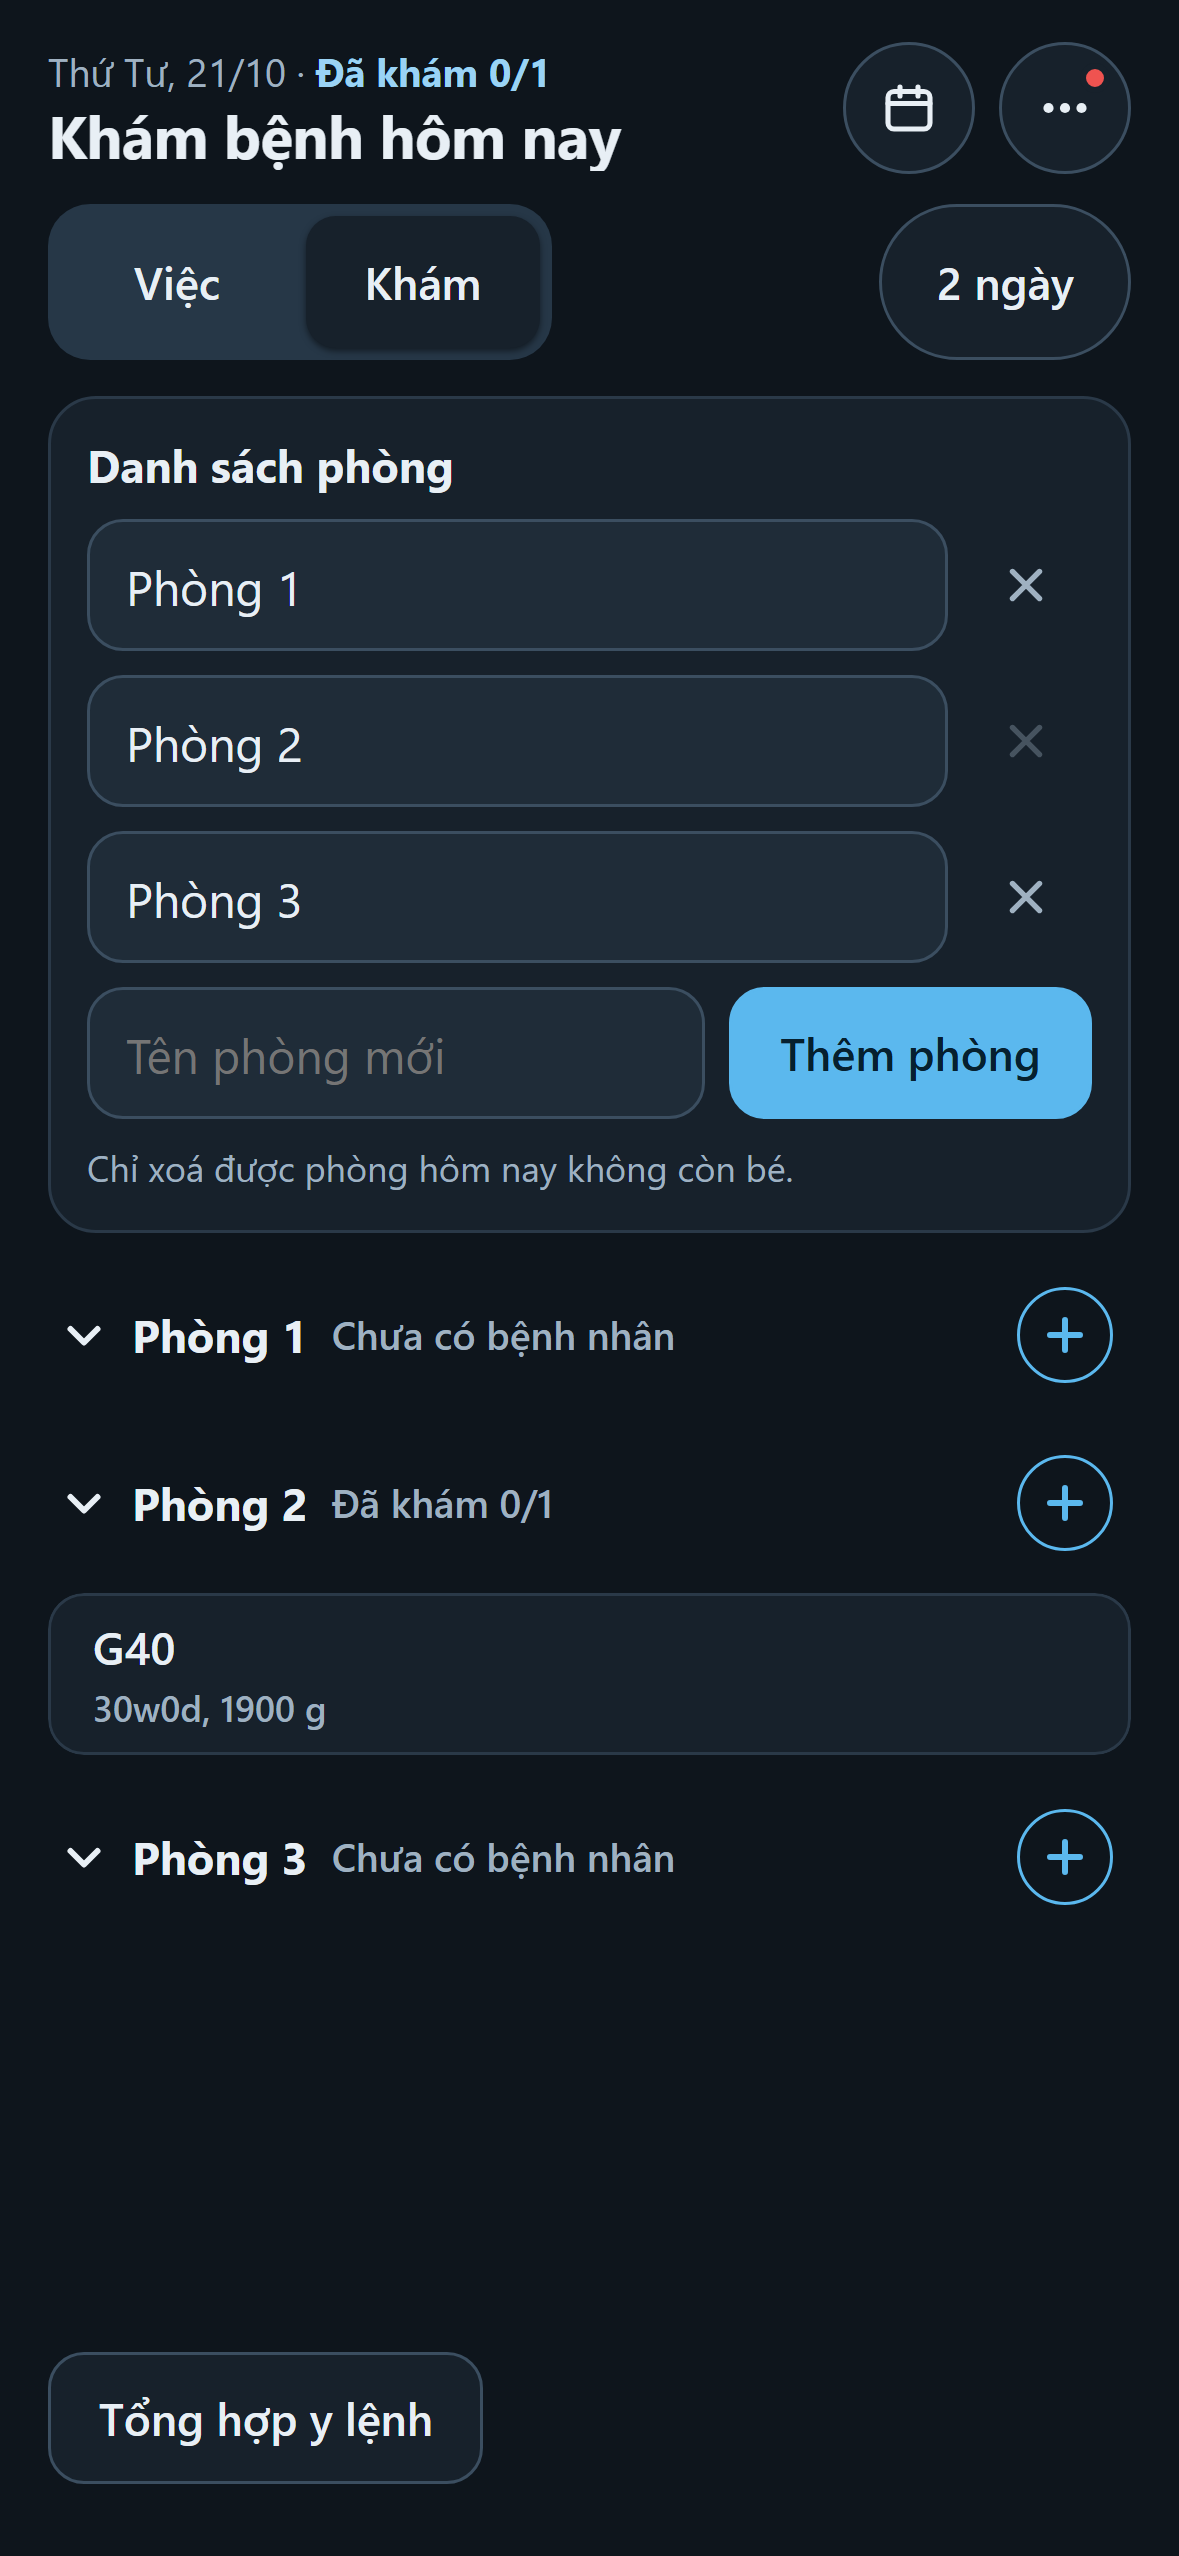 Thứ Tư, 21/10 · Đã khám 0/1
Khám bệnh hôm nay
Việc
Khám
2 ngày
Danh sách phòng
Phòng 1
Phòng 2
Phòng 3
Tên phòng mới
Thêm phòng
Chỉ xoá được phòng hôm nay không còn bé.
Phòng 1 Chưa có bệnh nhân
Phòng 2 Đã khám 0/1
G40
30w0d, 1900 g
Phòng 3 Chưa có bệnh nhân
Tổng hợp y lệnh